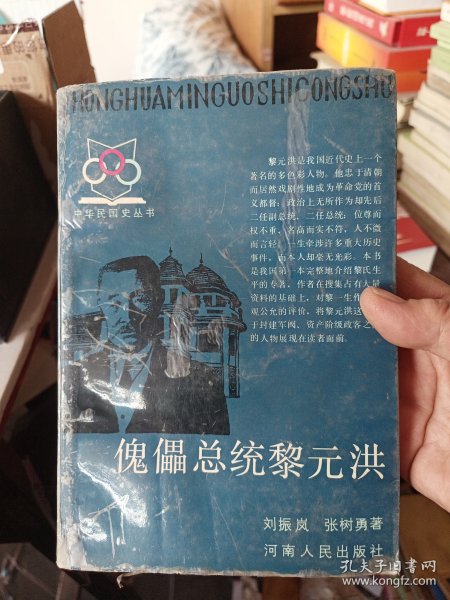 HONGHUAMINGUOSHICONGSHU
中华民国史丛书
黎元洪是我国近代史上一个
著名的多色彩人物。他忠于清朝
而居然戏剧性地成为革命党的首
义都督；政治上无所作为却先后
二任副总统、二任总统；位尊而
权不重、名高而实不符，人不微
而言轻。一生牵涉许多重大历史
事件，而本人却毫无光彩。本书
是我国第一本完整地介绍黎氏生
平的专著，作者在搜集占有大量
资料的基础上，对黎一生作
观公允的评价，将黎元洪这
于封建军阀、资产阶级政客之
的人物展现在读者面前。
傀儡总统黎元洪
刘振岚 张树勇著
河南人民出版社
孔夫子旧书网
www.kongfz.com